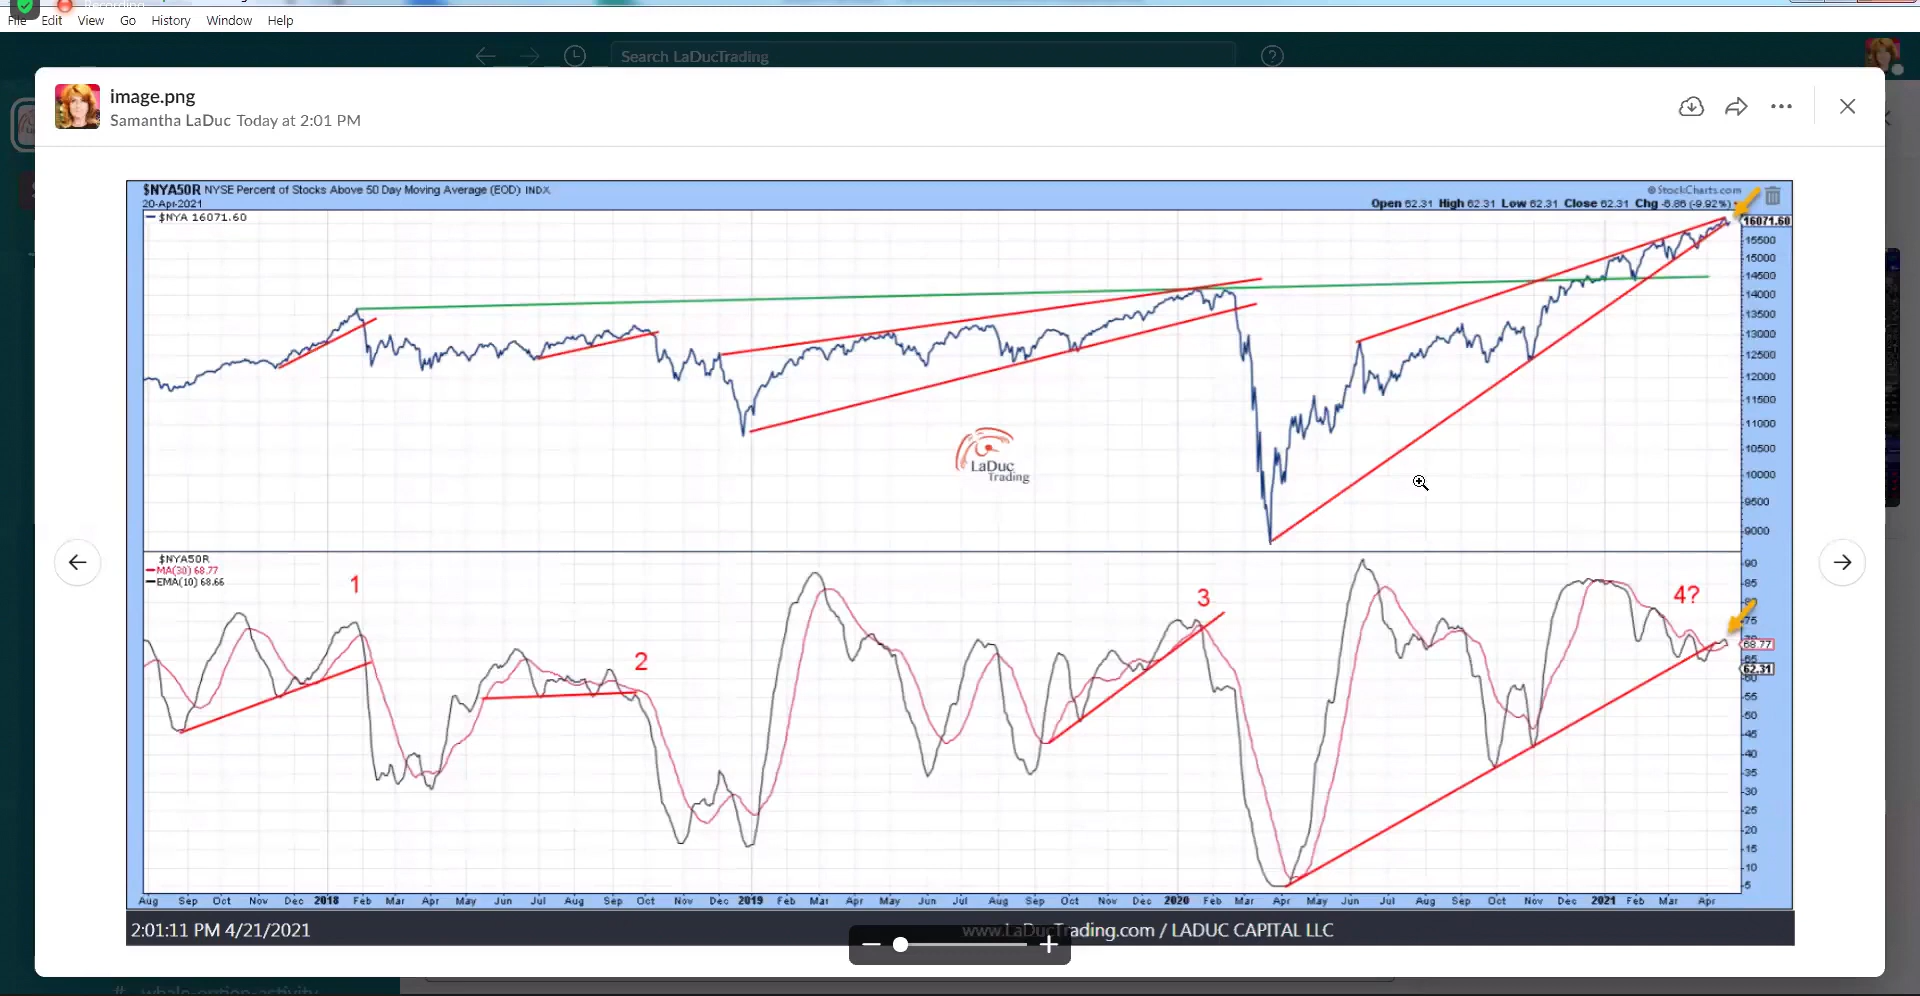 Recording
File Edit View Go History Window Help
Search LaDucTrading
image.png
Samantha LaDuc Today at 2:01 PM
$NYA50R NYSE Percent of Stocks Above 50 Day Moving Average (EOD) INDX
© StockCharts.com
20-Apr-2021
Open 62.31 High 62.31 Low 62.31 Close 62.31 Chg -6.86 (-9.92%)
$NYA 16071.60
16071.60
15500
15000
14500
14000
13500
13000
12500
12000
11500
11000
10500
10000
9500
9000
LaDuc
Trading
$NYA50R
MA(30) 68.77
EMA(10) 68.66
1
2
3
4?
90
85
80
75
70
68.77
65
62.31
60
55
50
45
40
35
30
25
20
15
10
5
Aug Sep Oct Nov Dec 2018 Feb Mar Apr May Jun Jul Aug Sep Oct Nov Dec 2019 Feb Mar Apr May Jun Jul Aug Sep Oct Nov Dec 2020 Feb Mar Apr May Jun Jul Aug Sep Oct Nov Dec 2021 Feb Mar Apr
2:01:11 PM 4/21/2021
www.LaDucTrading.com / LADUC CAPITAL LLC
# whale-option-activity